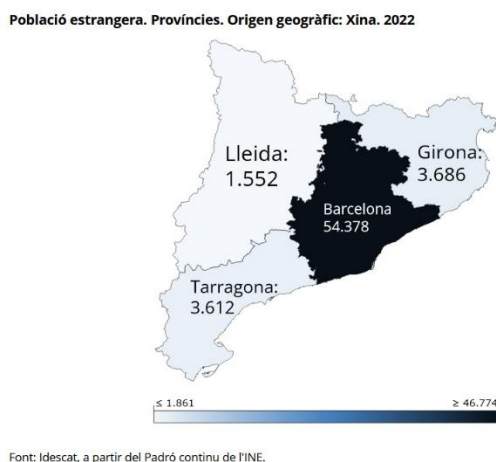 Població estrangera. Províncies. Origen geogràfic: Xina. 2022
Lleida:
1.552
Girona:
3.686
Barcelona
54.378
Tarragona:
3.612
≤ 1.861
≥ 46.774
Font: Idescat, a partir del Padró continu de l'INE.